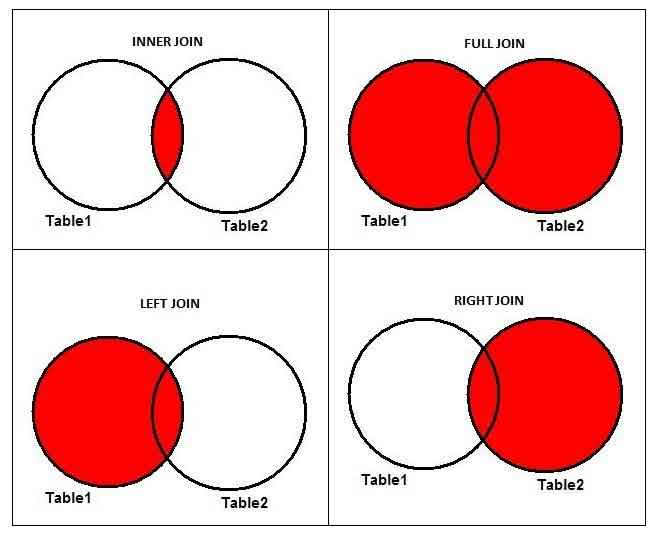 INNER JOIN
Table1
Table2
FULL JOIN
Table1
Table2
LEFT JOIN
Table1
Table2
RIGHT JOIN
Table1
Table2